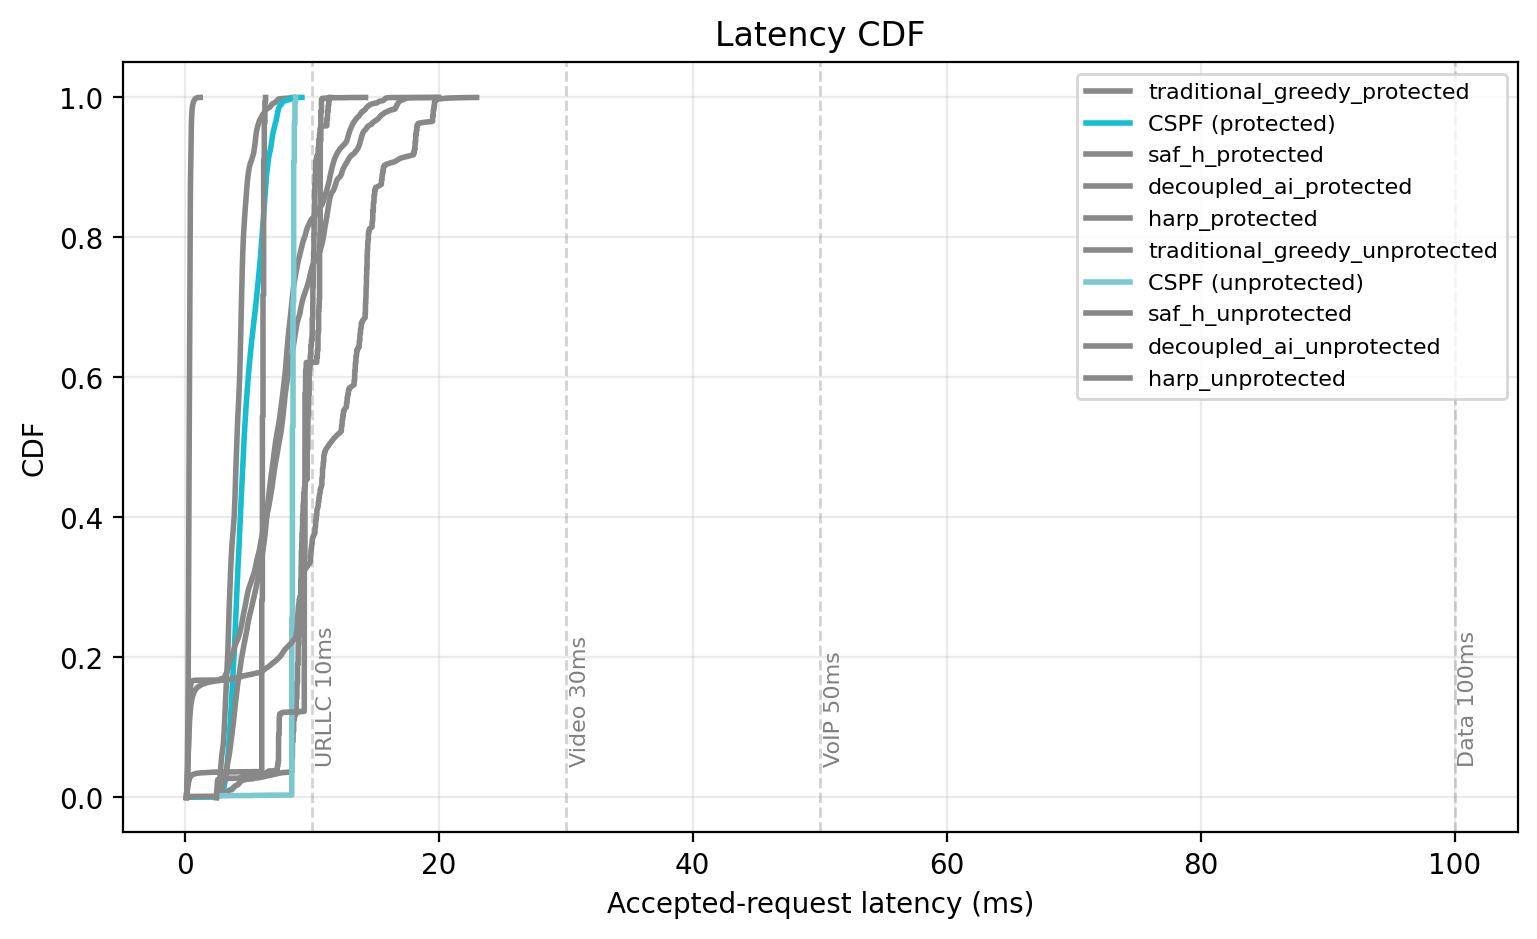 Latency CDF
traditional_greedy_protected
CSPF (protected)
saf_h_protected
decoupled_ai_protected
harp_protected
traditional_greedy_unprotected
CSPF (unprotected)
saf_h_unprotected
decoupled_ai_unprotected
harp_unprotected
1.0
0.8
0.6
0.4
0.2
0.0
CDF
URLLC 10ms
Video 30ms
VoIP 50ms
Data 100ms
0
20
40
60
80
100
Accepted-request latency (ms)